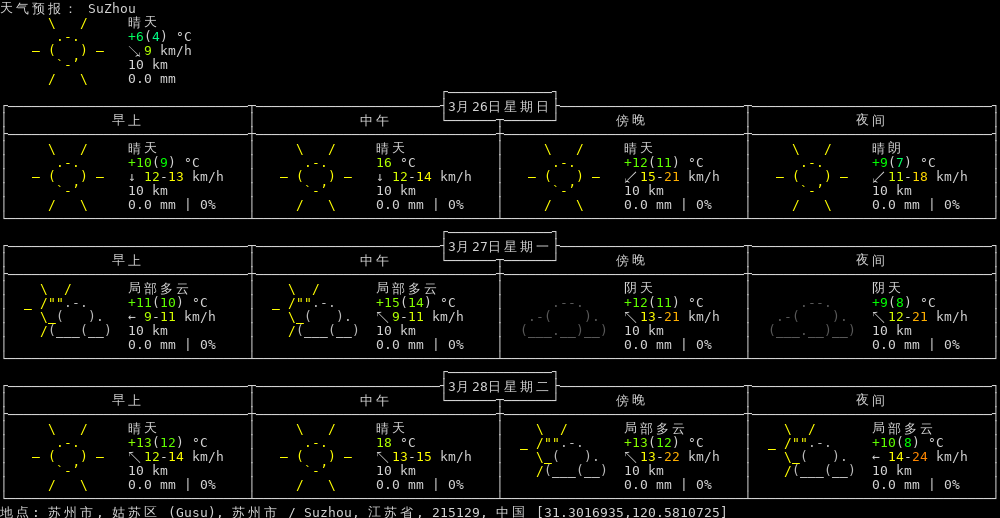 天气预报： SuZhou
晴天
+6(4) °C
↘ 9 km/h
10 km
0.0 mm
3月26日星期日
早上 中午 傍晚 夜间
晴天 晴天 晴天 晴朗
+10(9) °C 16 °C +12(11) °C +9(7) °C
↓ 12-13 km/h ↓ 12-14 km/h ↙ 15-21 km/h ↙ 11-18 km/h
10 km 10 km 10 km 10 km
0.0 mm | 0% 0.0 mm | 0% 0.0 mm | 0% 0.0 mm | 0%
3月27日星期一
早上 中午 傍晚 夜间
局部多云 局部多云 阴天 阴天
+11(10) °C +15(14) °C +12(11) °C +9(8) °C
← 9-11 km/h ↖ 9-11 km/h ↖ 13-21 km/h ↖ 12-21 km/h
10 km 10 km 10 km 10 km
0.0 mm | 0% 0.0 mm | 0% 0.0 mm | 0% 0.0 mm | 0%
3月28日星期二
早上 中午 傍晚 夜间
晴天 晴天 局部多云 局部多云
+13(12) °C 18 °C +13(12) °C +10(8) °C
↖ 12-14 km/h ↖ 13-15 km/h ↖ 13-22 km/h ← 14-24 km/h
10 km 10 km 10 km 10 km
0.0 mm | 0% 0.0 mm | 0% 0.0 mm | 0% 0.0 mm | 0%
地点: 苏州市, 姑苏区 (Gusu), 苏州市 / Suzhou, 江苏省, 215129, 中国 [31.3016935,120.5810725]